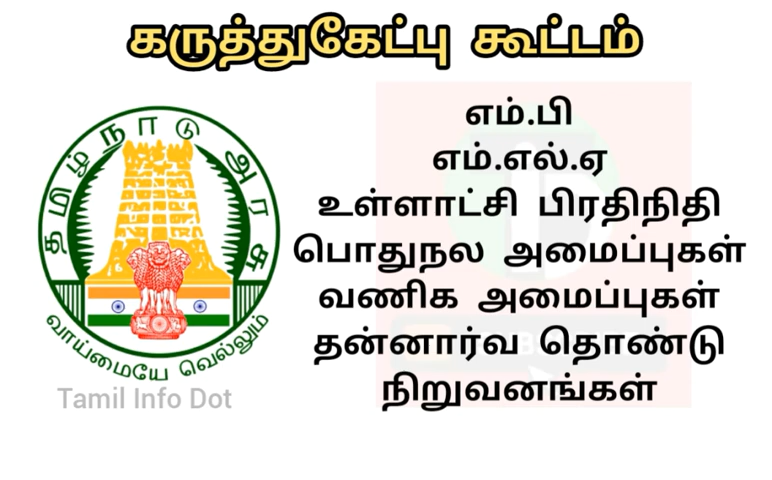 கருத்துகேட்பு கூட்டம்
தமிழ்நாடு அரசு
வாய்மையே வெல்லும்
Tamil Info Dot
எம்.பி
எம்.எல்.ஏ
உள்ளாட்சி பிரதிநிதி
பொதுநல அமைப்புகள்
வணிக அமைப்புகள்
தன்னார்வ தொண்டு
நிறுவனங்கள்